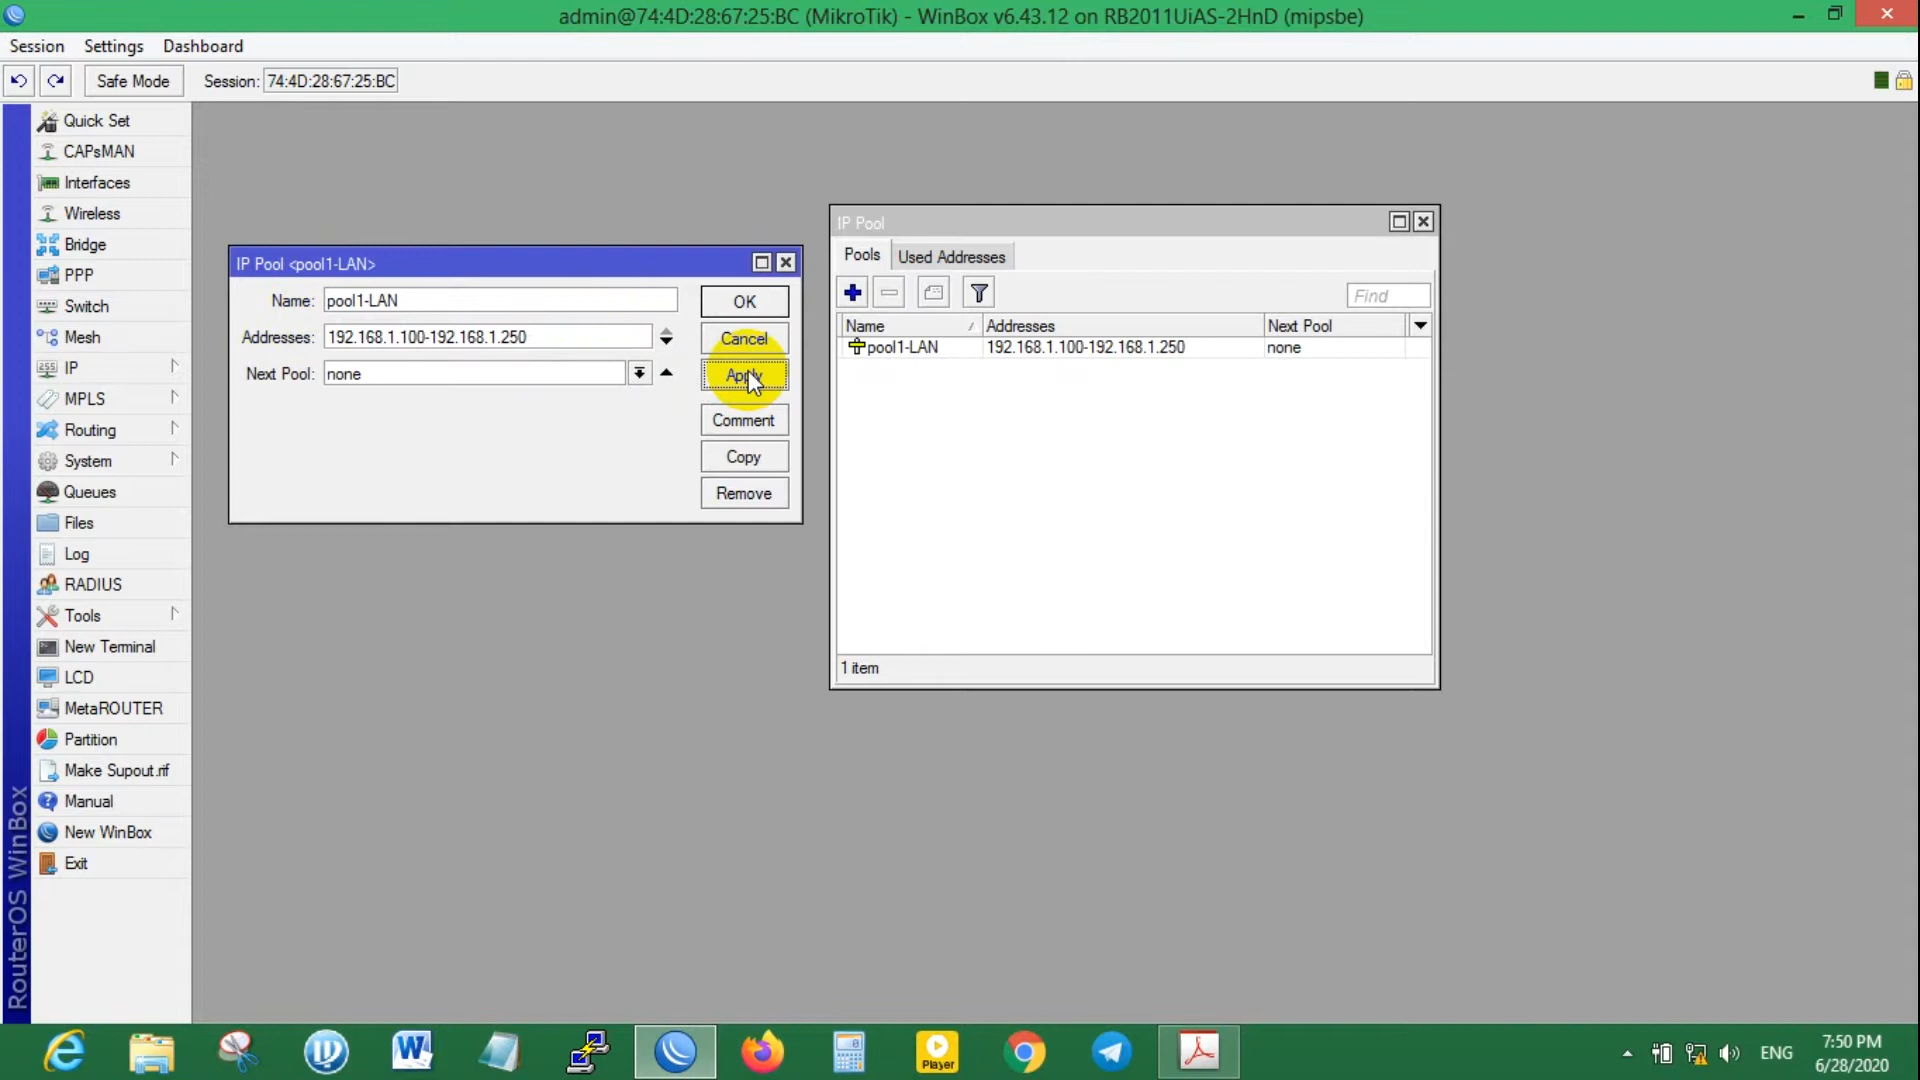 admin@74:4D:28:67:25:BC (MikroTik) - WinBox v6.43.12 on RB2011UiAS-2HnD (mipsbe)
Session Settings Dashboard
Safe Mode Session: 74:4D:28:67:25:BC
Quick Set
CAPsMAN
Interfaces
Wireless
Bridge
PPP
Switch
Mesh
IP
MPLS
Routing
System
Queues
Files
Log
RADIUS
Tools
New Terminal
LCD
MetaROUTER
Partition
Make Supout.rif
Manual
New WinBox
Exit
RouterOS WinBox
IP Pool <pool1-LAN>
Name: pool1-LAN
Addresses: 192.168.1.100-192.168.1.250
Next Pool: none
OK
Cancel
Apply
Comment
Copy
Remove
IP Pool
Pools Used Addresses
Find
Name Addresses Next Pool
pool1-LAN 192.168.1.100-192.168.1.250 none
1 item
Player
ENG
7:50 PM
6/28/2020